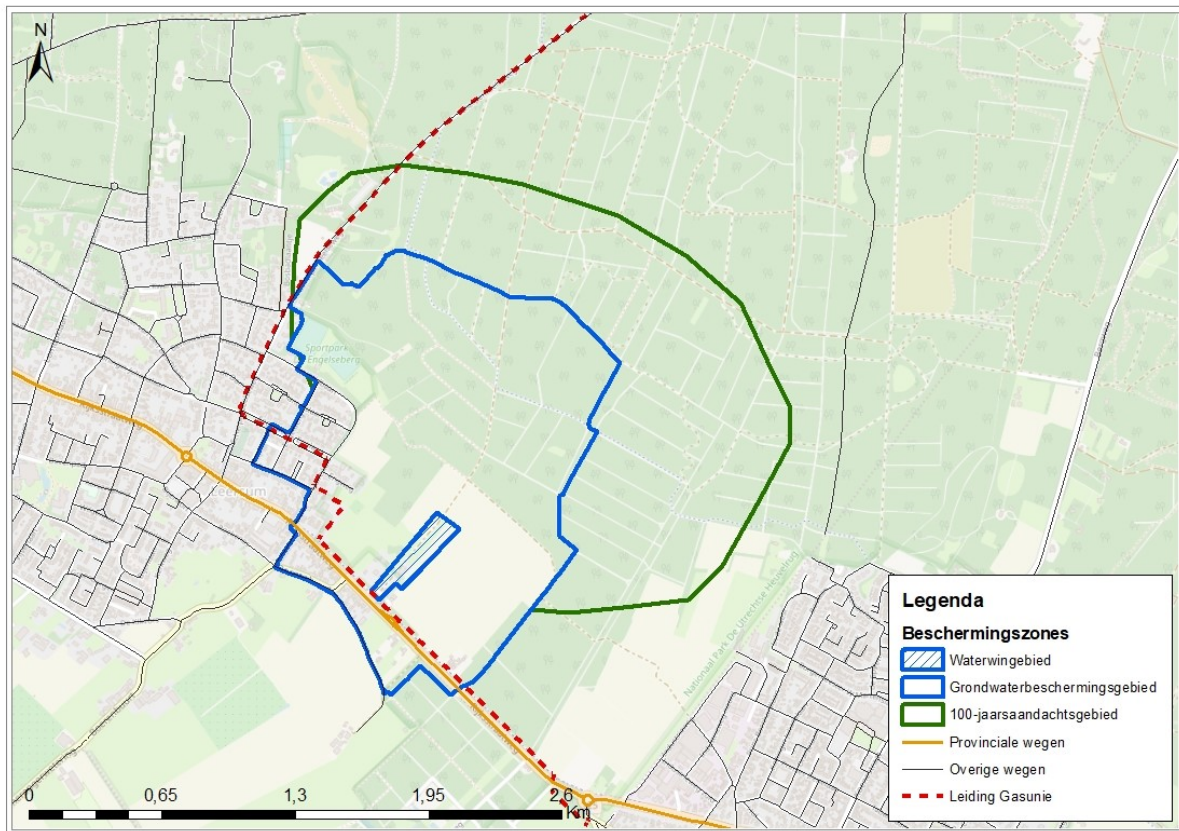 N
Sportpark
Engelseberg
Leersum
Nationaal Park De Utrechtse Heuvelrug
0
0,65
1,3
1,95
2,6
Km
Legenda
Beschermingszones
Waterwingebied
Grondwaterbeschermingsgebied
100-jaarsaandachtsgebied
Provinciale wegen
Overige wegen
Leiding Gasunie